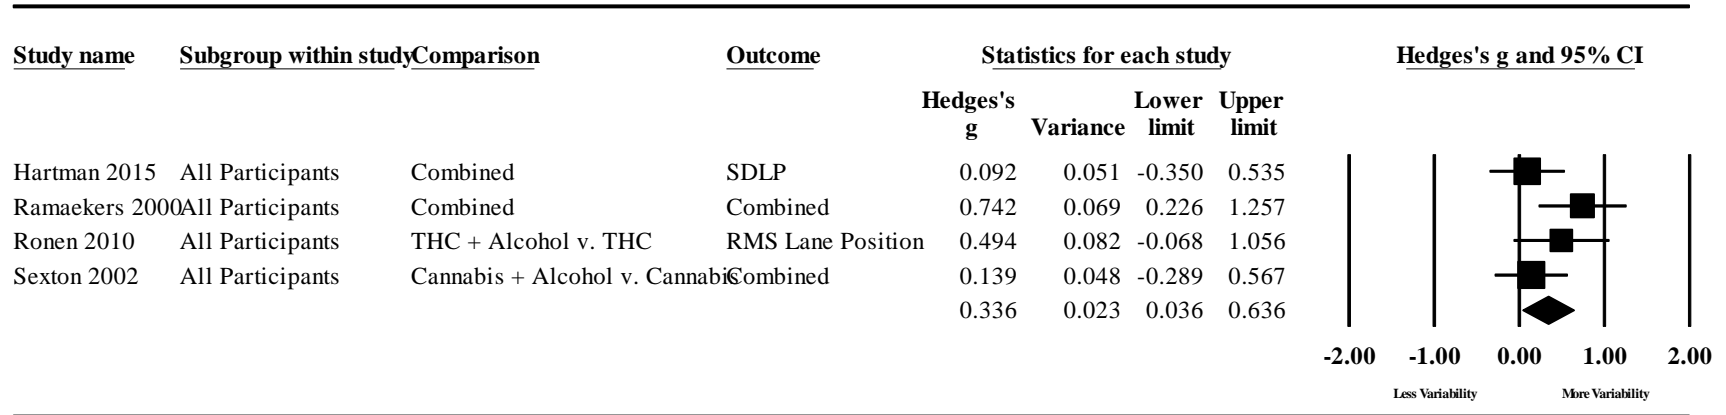 Study name Subgroup within study Comparison Outcome Statistics for each study Hedges's g and 95% CI
Hedges's Lower Upper
g Variance limit limit
Hartman 2015 All Participants Combined SDLP 0.092 0.051 -0.350 0.535
Ramaekers 2000 All Participants Combined Combined 0.742 0.069 0.226 1.257
Ronen 2010 All Participants THC + Alcohol v. THC RMS Lane Position 0.494 0.082 -0.068 1.056
Sexton 2002 All Participants Cannabis + Alcohol v. Cannabis Combined 0.139 0.048 -0.289 0.567
0.336 0.023 0.036 0.636
-2.00 -1.00 0.00 1.00 2.00
Less Variability More Variability